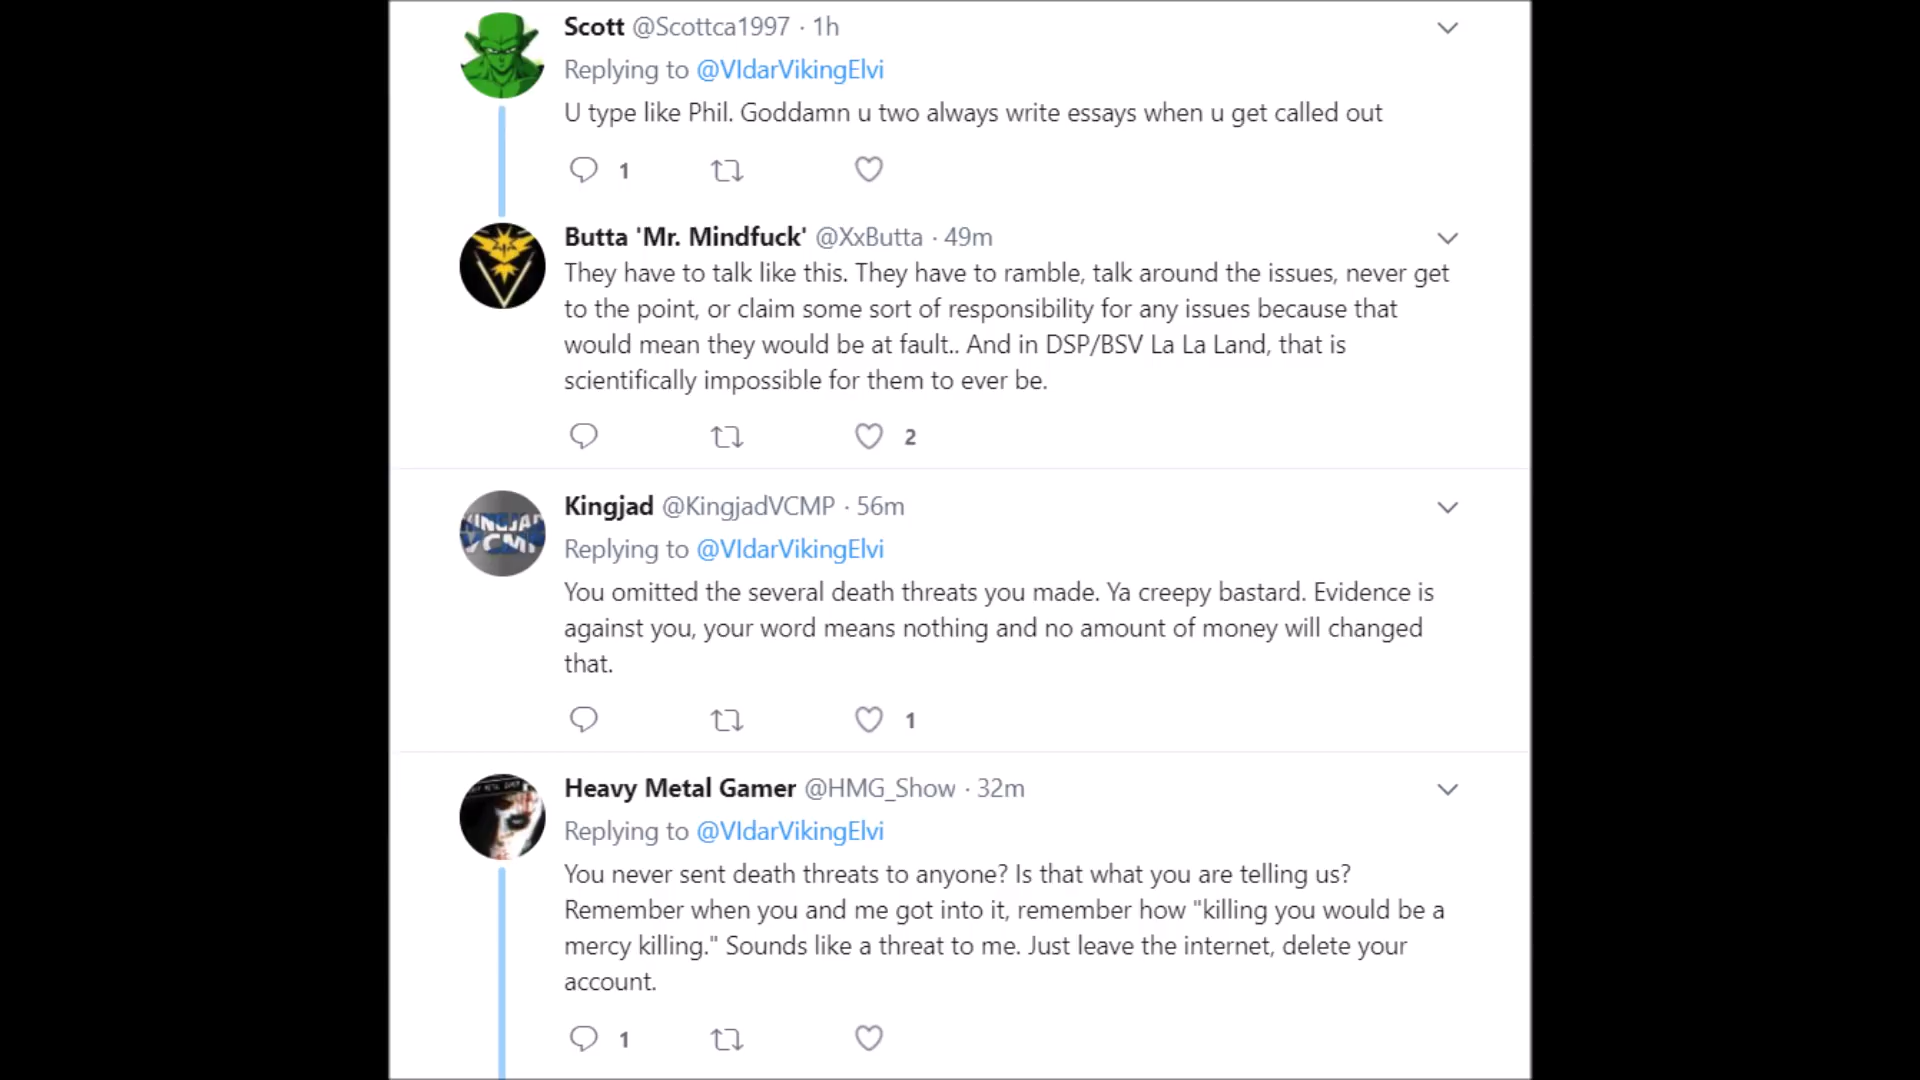 Scott @Scottca1997 · 1h
Replying to @VIdarVikingElvi
U type like Phil. Goddamn u two always write essays when u get called out
1
Butta 'Mr. Mindfuck' @XxButta · 49m
They have to talk like this. They have to ramble, talk around the issues, never get
to the point, or claim some sort of responsibility for any issues because that
would mean they would be at fault.. And in DSP/BSV La La Land, that is
scientifically impossible for them to ever be.
2
Kingjad @KingjadVCMP · 56m
Replying to @VIdarVikingElvi
You omitted the several death threats you made. Ya creepy bastard. Evidence is
against you, your word means nothing and no amount of money will changed
that.
1
Heavy Metal Gamer @HMG_Show · 32m
Replying to @VIdarVikingElvi
You never sent death threats to anyone? Is that what you are telling us?
Remember when you and me got into it, remember how "killing you would be a
mercy killing." Sounds like a threat to me. Just leave the internet, delete your
account.
1